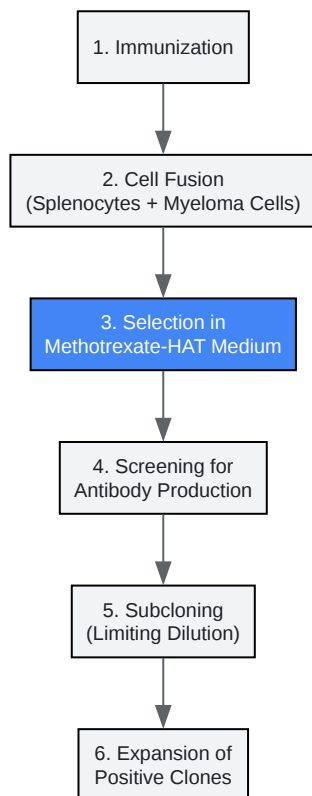 1. Immunization
2. Cell Fusion
(Splenocytes + Myeloma Cells)
3. Selection in
Methotrexate-HAT Medium
4. Screening for
Antibody Production
5. Subcloning
(Limiting Dilution)
6. Expansion of
Positive Clones